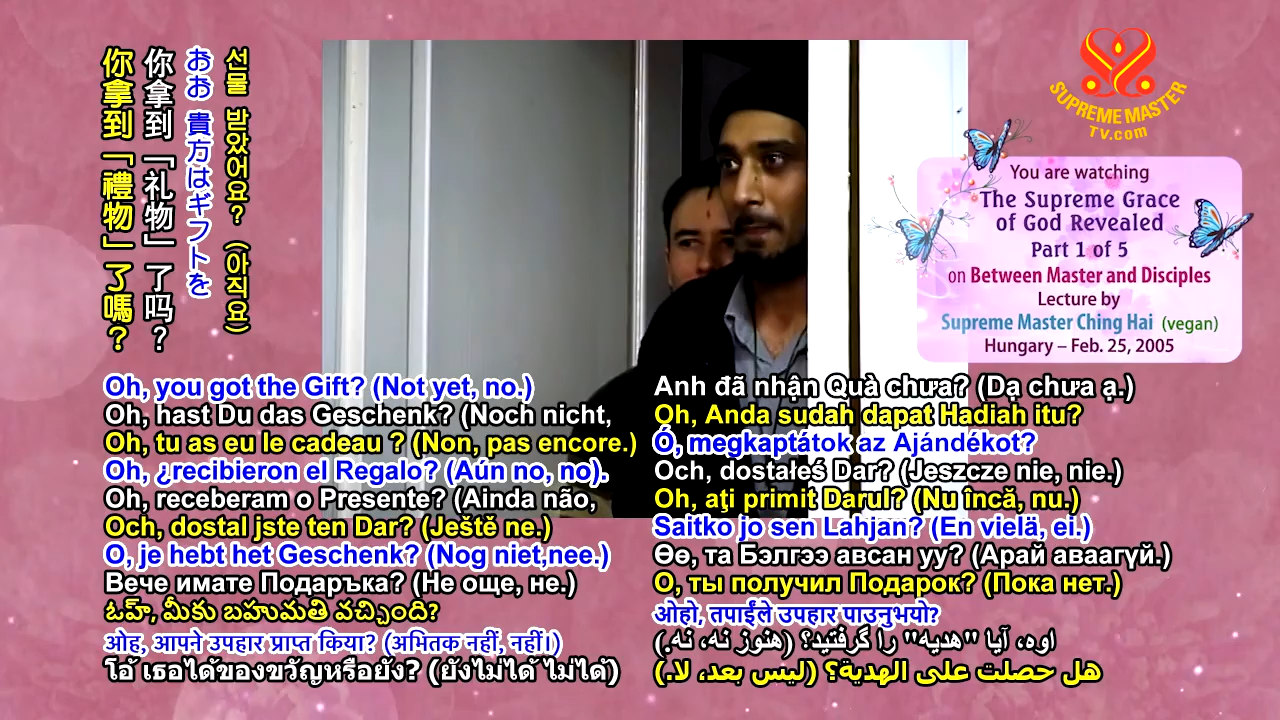 선물 받았어요? (아직요)
おお 貴方はギフトを
你拿到「礼物」了吗？
你拿到「禮物」了嗎？
SUPREME MASTER
TV.com
You are watching
The Supreme Grace
of God Revealed
Part 1 of 5
on Between Master and Disciples
Lecture by
Supreme Master Ching Hai (vegan)
Hungary – Feb. 25, 2005
Oh, you got the Gift? (Not yet, no.)
Oh, hast Du das Geschenk? (Noch nicht,
Oh, tu as eu le cadeau ? (Non, pas encore.)
Oh, ¿recibieron el Regalo? (Aún no, no).
Oh, receberam o Presente? (Ainda não,
Och, dostal jste ten Dar? (Ještě ne.)
O, je hebt het Geschenk? (Nog niet,nee.)
Вече имате Подаръка? (Не още, не.)
ఓహ్, మీకు బహుమతి వచ్చింది?
ओह, आपने उपहार प्राप्त किया? (अभितक नहीं, नहीं।)
โอ้ เธอได้ของขวัญหรือยัง? (ยังไม่ได้ ไม่ได้)
Anh đã nhận Quà chưa? (Dạ chưa ạ.)
Oh, Anda sudah dapat Hadiah itu?
Ó, megkaptátok az Ajándékot?
Och, dostałeś Dar? (Jeszcze nie, nie.)
Oh, aţi primit Darul? (Nu încă, nu.)
Saitko jo sen Lahjan? (En vielä, ei.)
Өө, та Бэлгээ авсан уу? (Арай аваагүй.)
О, ты получил Подарок? (Пока нет.)
ओहो, तपाईंले उपहार पाउनुभयो?
اوه، آیا "هدیه" را گرفتید؟ (هنوز نه، نه.)
هل حصلت على الهدية؟ (ليس بعد، لا.)